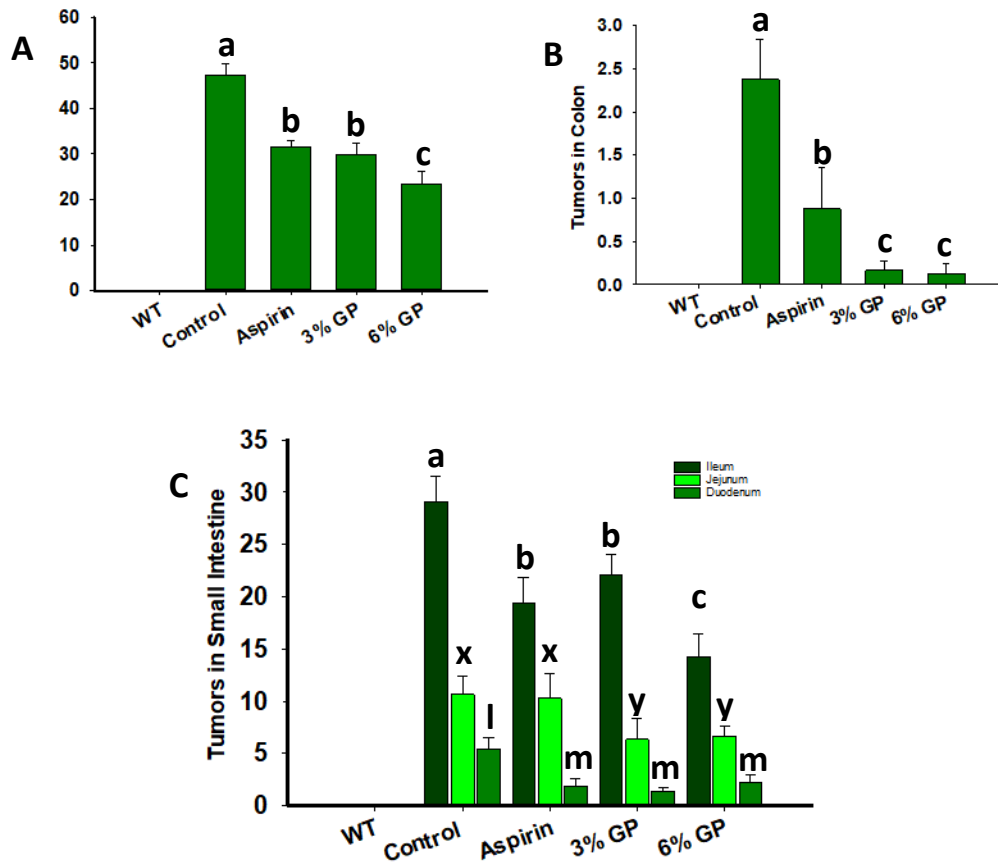 A
60
50
40
30
20
10
0
a
b
b
c
WT
Control
Aspirin
3% GP
6% GP
B
Tumors in Colon
3.0
2.5
2.0
1.5
1.0
0.5
0.0
a
b
c
c
WT
Control
Aspirin
3% GP
6% GP
C
Tumors in Small Intestine
35
30
25
20
15
10
5
0
a
x
l
b
x
m
b
y
m
c
y
m
Ileum
Jejunum
Duodenum
WT
Control
Aspirin
3% GP
6% GP